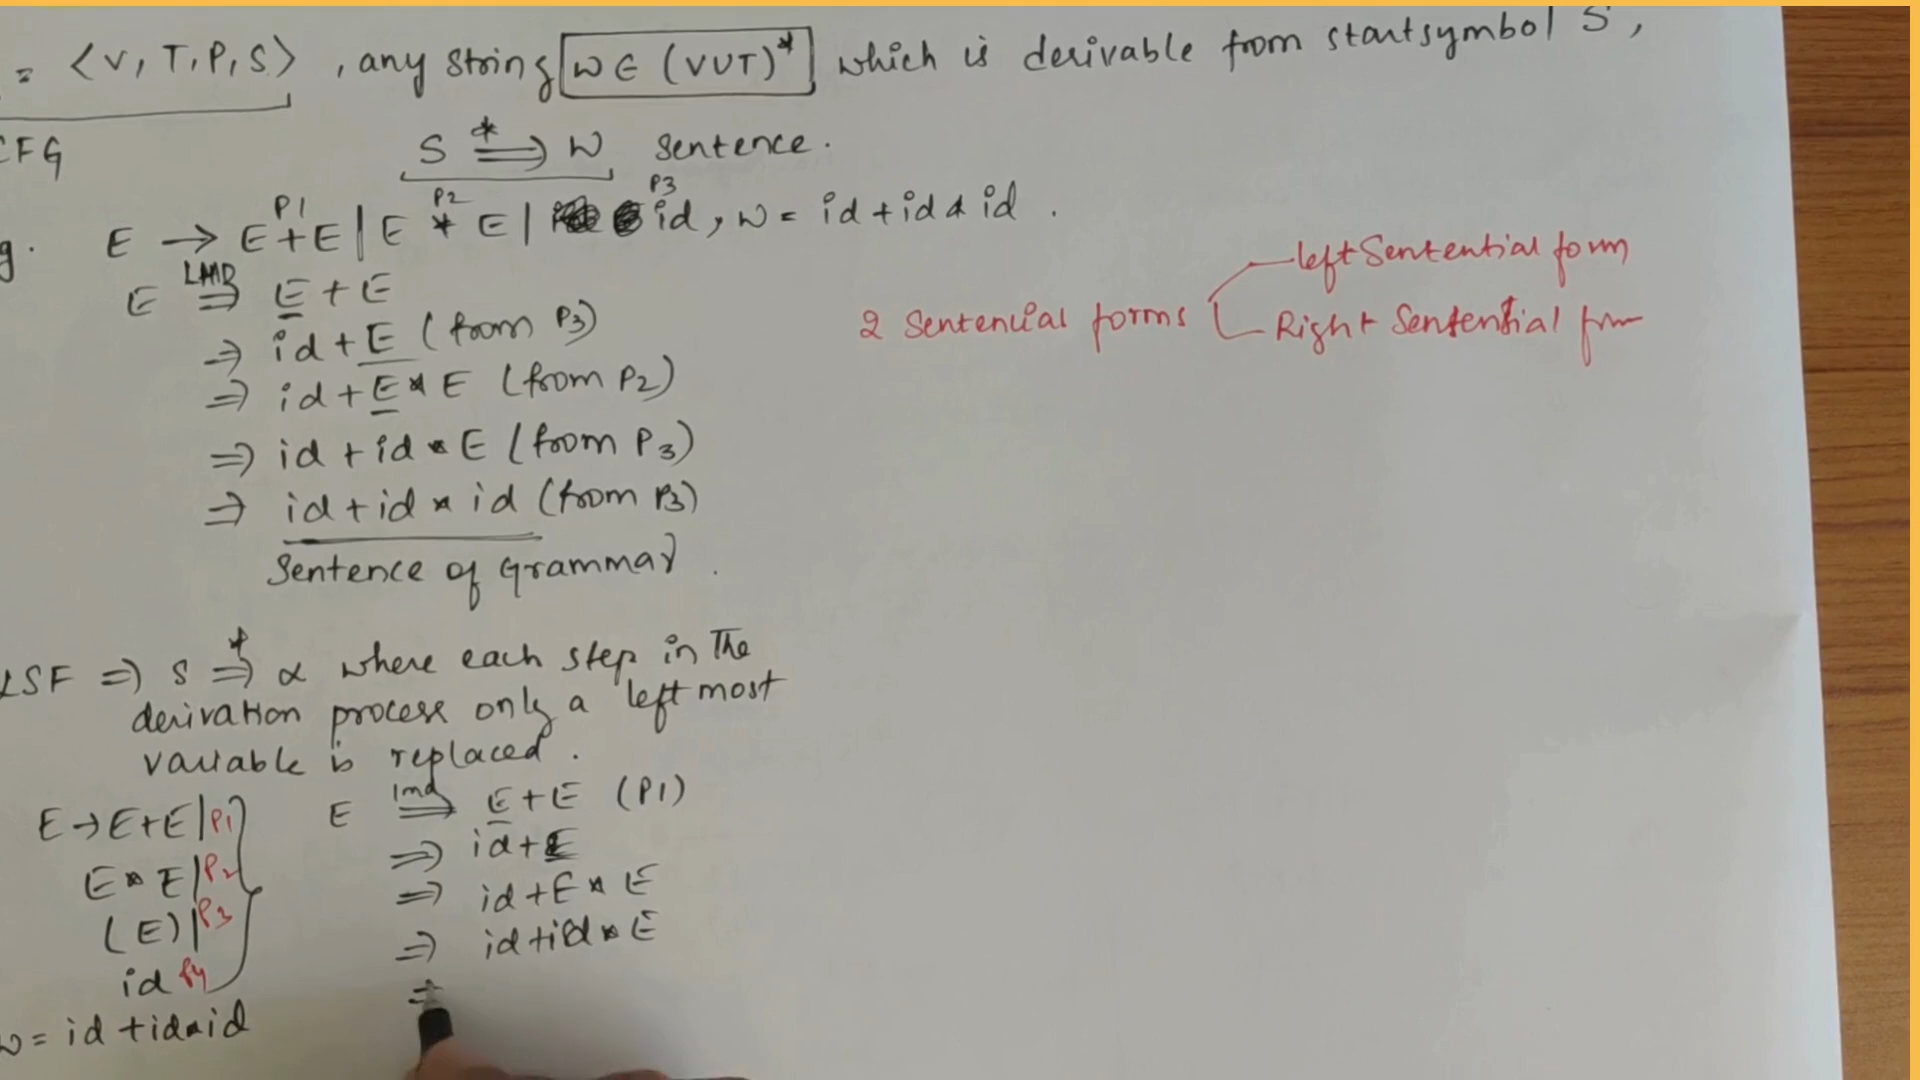 = <V, T, P, S> , any string w ∈ (VUT)* which is derivable from startsymbol S,
CFG
S *⟹ W sentence.
g. E → E+E | E * E | id, w = id + id * id .
P1 P2 P3
E LMD⟹ E + E
⇒ id + E (from P3)
⇒ id + E * E (from P2)
⇒ id + id * E (from P3)
⇒ id + id * id (from P3)
Sentence of Grammar .
2 Sentencial forms
left Sentential form
Right Sentential form
LSF ⇒ S *⇒ α where each step in The
derivation process only a left most
variable is replaced .
E → E+E | P1
E * E | P2
(E) | P3
id P4
w = id + id * id
E lmd⟹ E + E (P1)
⇒ id + E
⇒ id + E * E
⇒ id + id * E
⇒